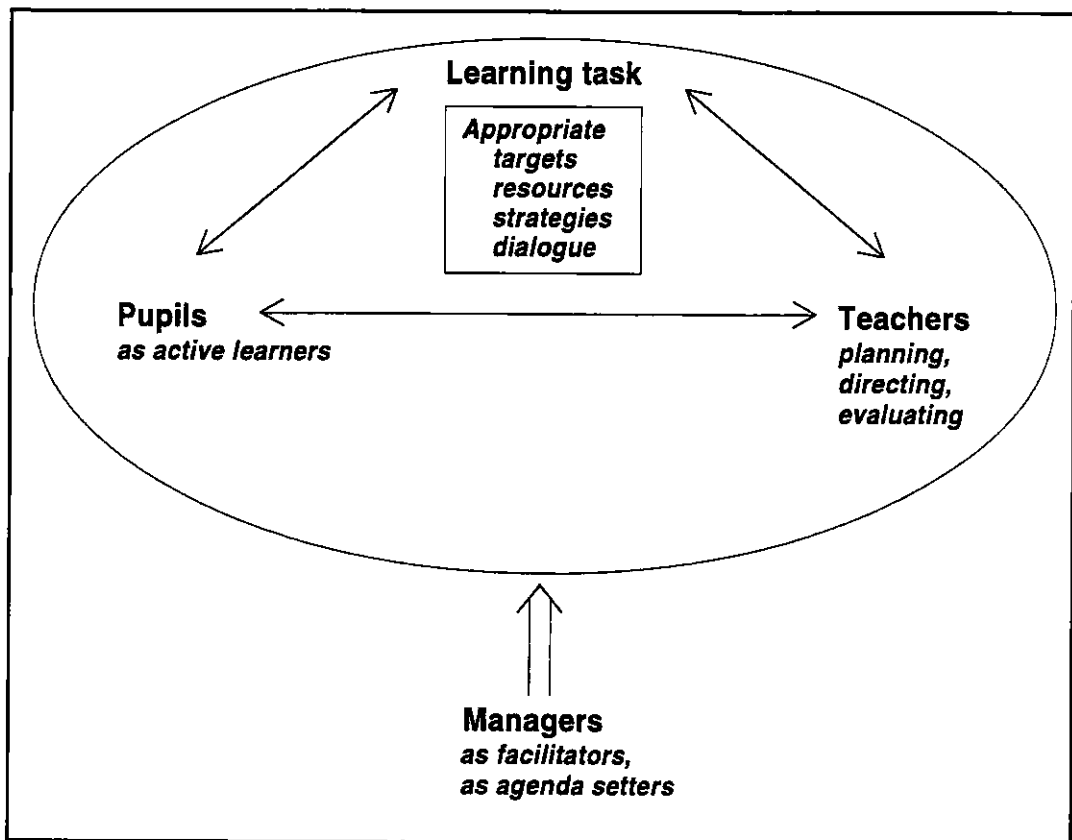 Learning task
Appropriate
targets
resources
strategies
dialogue
Pupils
as active learners
Teachers
planning,
directing,
evaluating
Managers
as facilitators,
as agenda setters